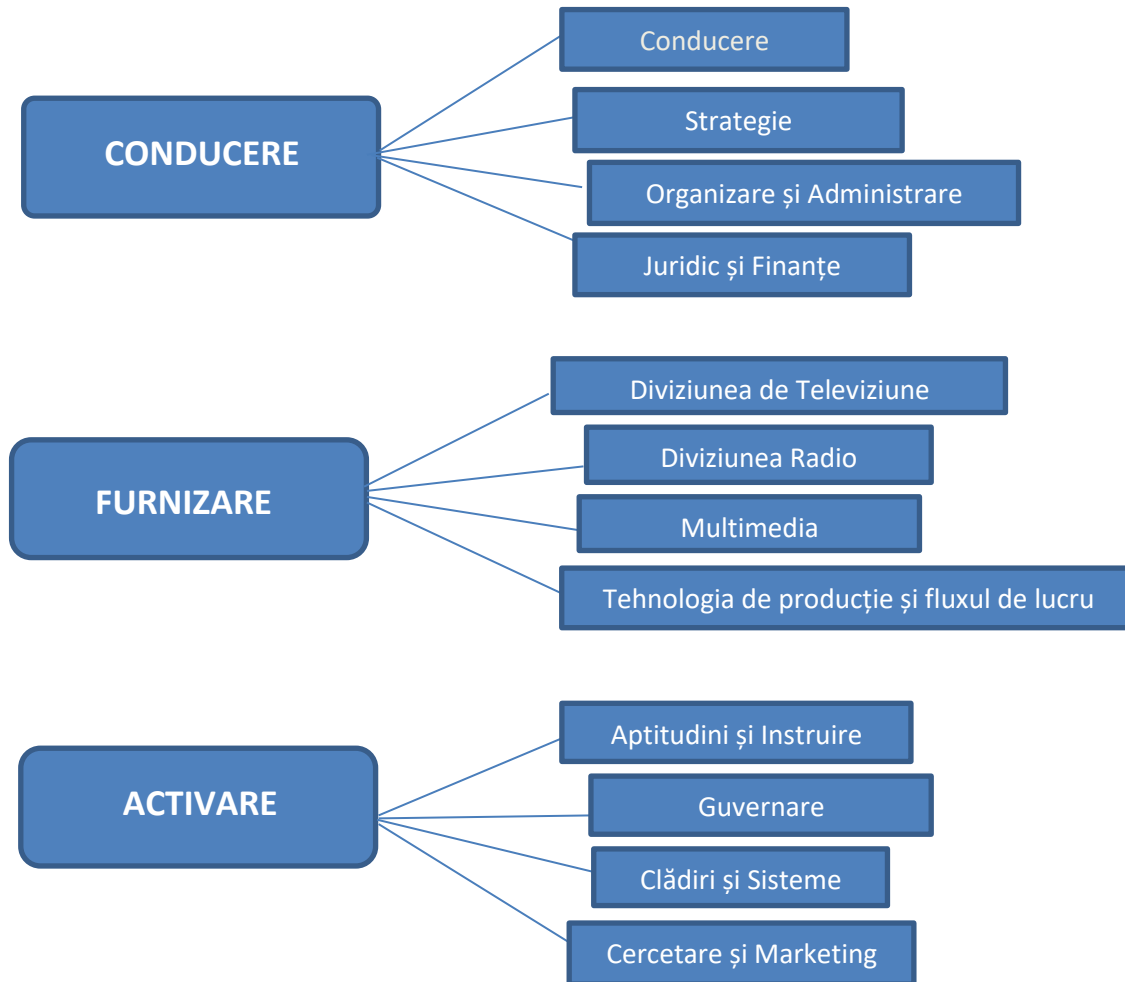 CONDUCERE
Conducere
Strategie
Organizare și Administrare
Juridic și Finanțe
FURNIZARE
Diviziunea de Televiziune
Diviziunea Radio
Multimedia
Tehnologia de producție și fluxul de lucru
ACTIVARE
Aptitudini și Instruire
Guvernare
Clădiri și Sisteme
Cercetare și Marketing